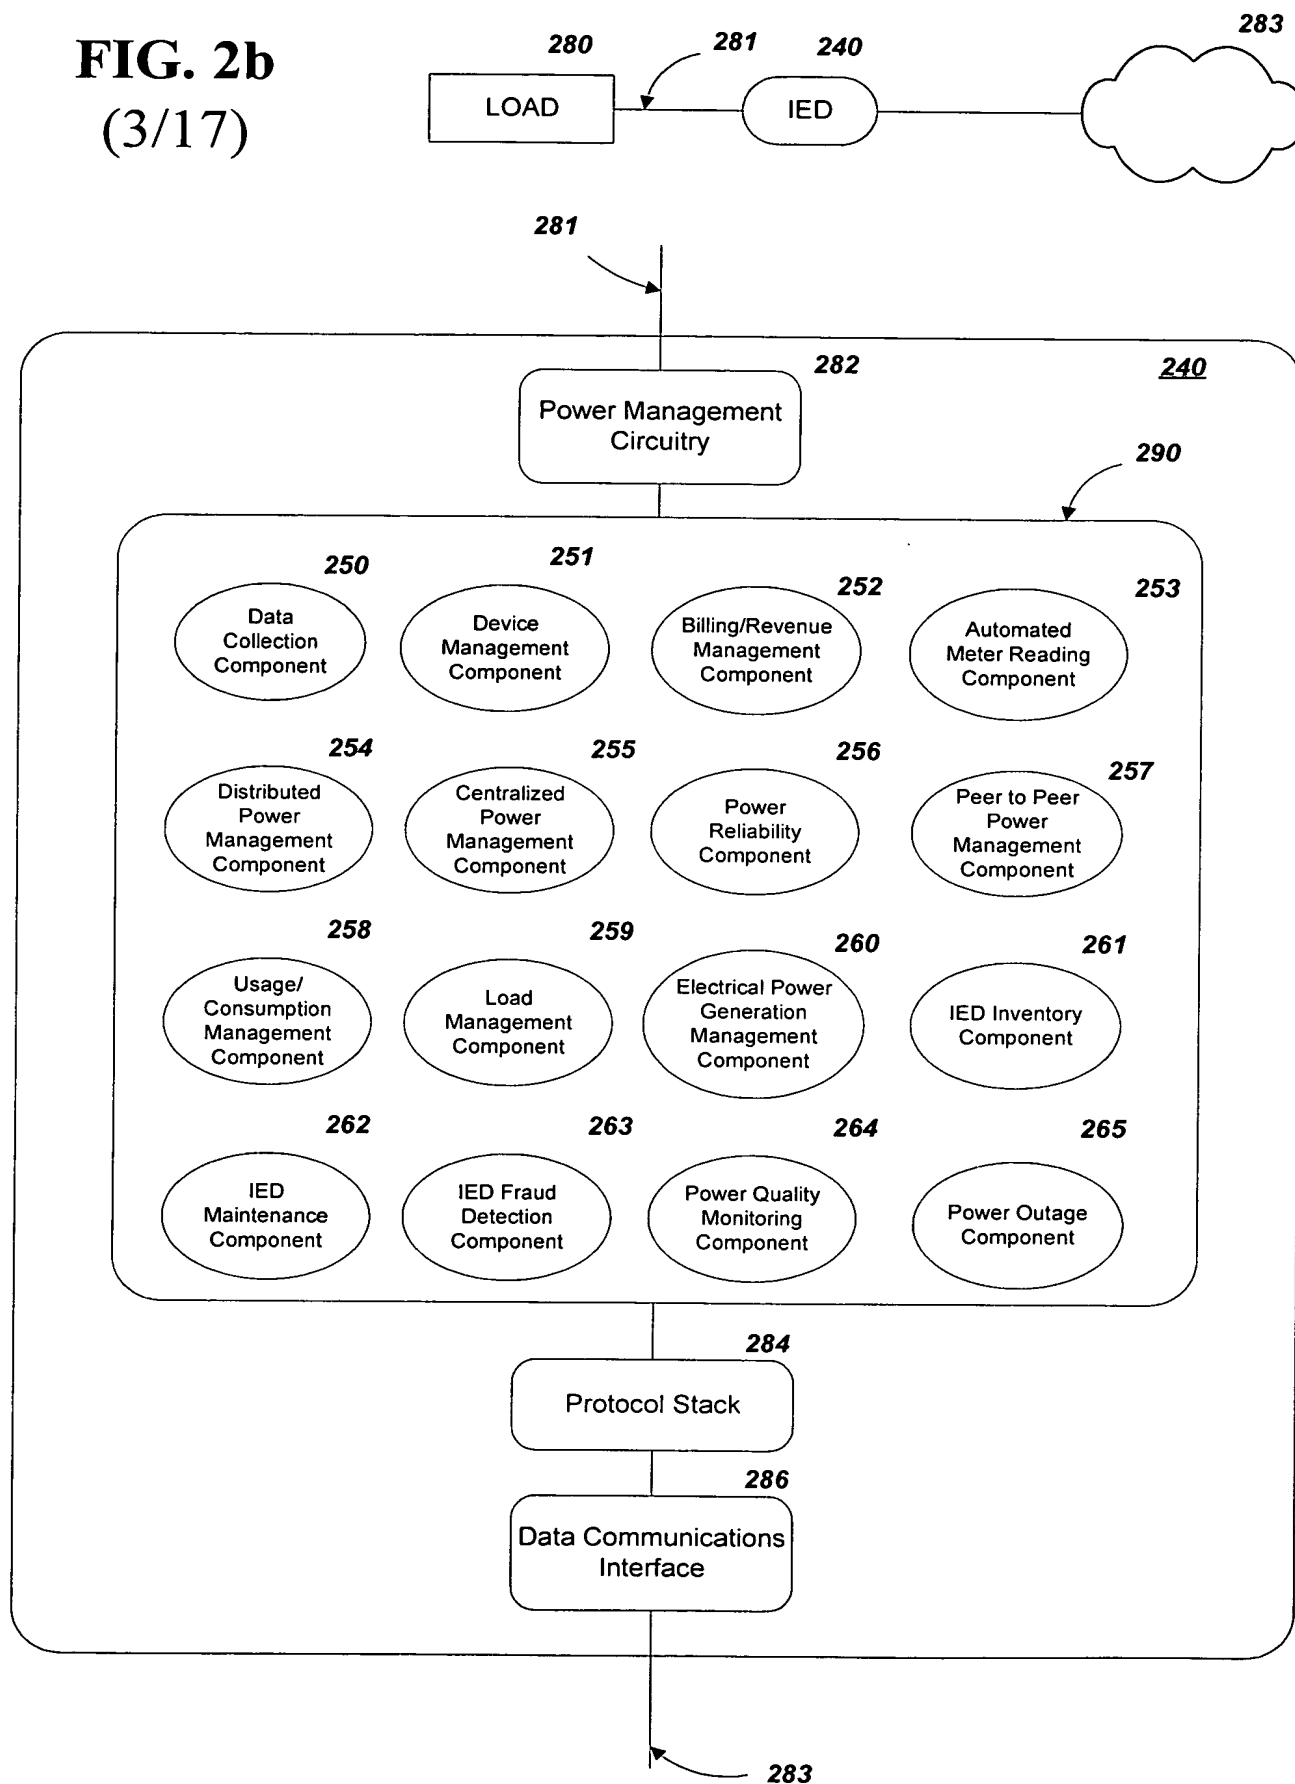 FIG. 2b
(3/17)
280
281
240
283
LOAD
IED
281
240
282
Power Management
Circuitry
290
250
251
252
253
Data
Collection
Component
Device
Management
Component
Billing/Revenue
Management
Component
Automated
Meter Reading
Component
254
255
256
257
Distributed
Power
Management
Component
Centralized
Power
Management
Component
Power
Reliability
Component
Peer to Peer
Power
Management
Component
258
259
260
261
Usage/
Consumption
Management
Component
Load
Management
Component
Electrical Power
Generation
Management
Component
IED Inventory
Component
262
263
264
265
IED
Maintenance
Component
IED Fraud
Detection
Component
Power Quality
Monitoring
Component
Power Outage
Component
284
Protocol Stack
286
Data Communications
Interface
283